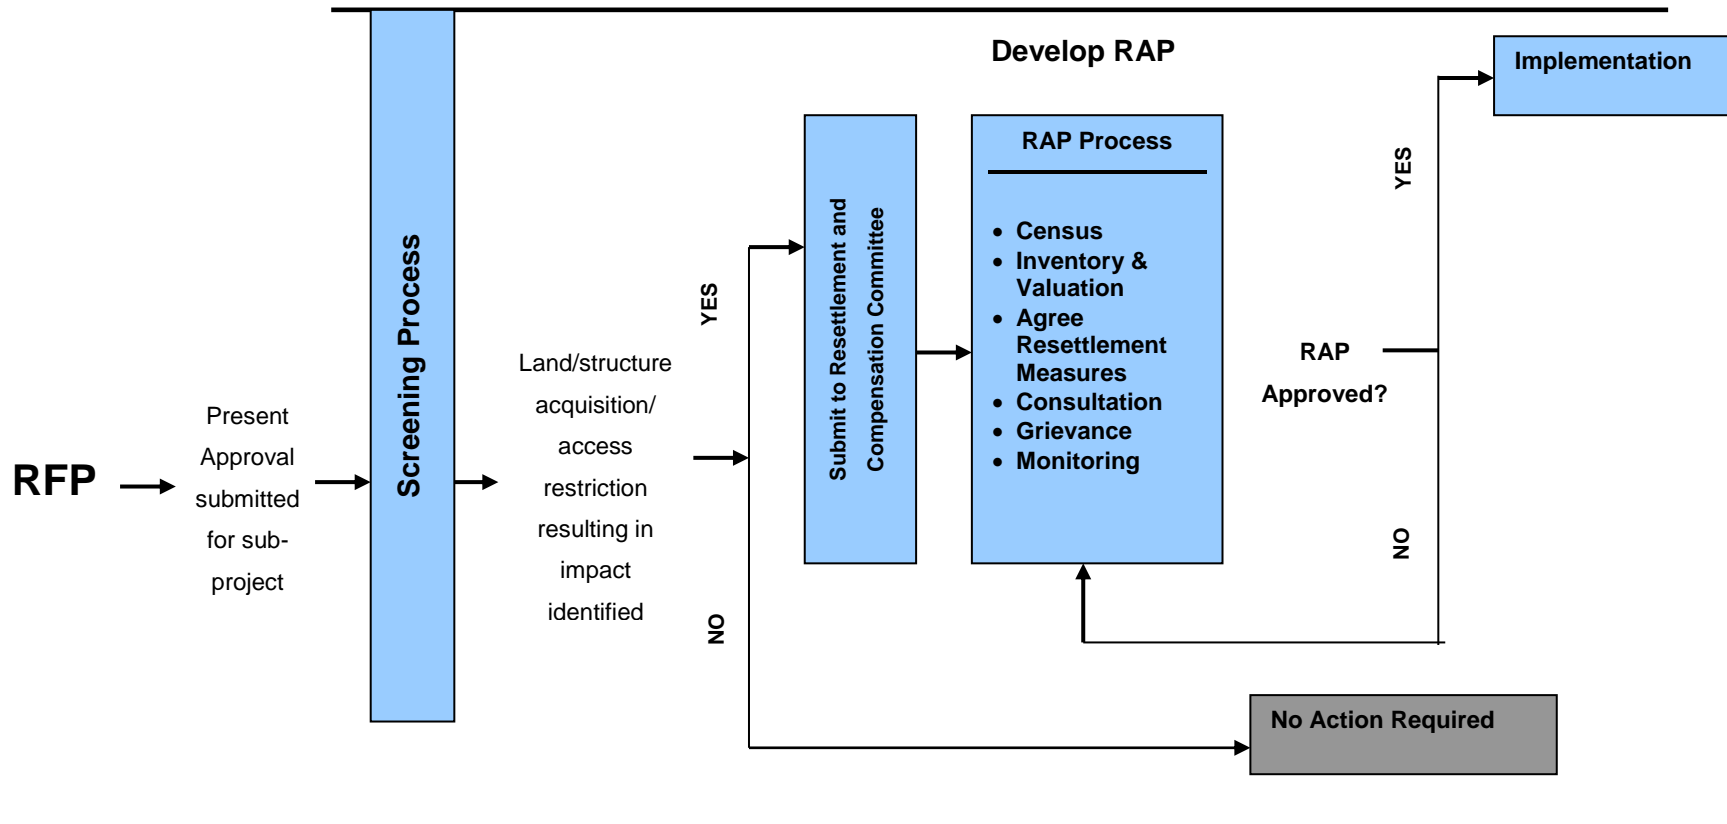 RFP
Present
Approval
submitted
for sub-
project
Screening Process
Land/structure
acquisition/
access
restriction
resulting in
impact
identified
YES
NO
Develop RAP
Submit to Resettlement and
Compensation Committee
RAP Process
• Census
• Inventory &
Valuation
• Agree
Resettlement
Measures
• Consultation
• Grievance
• Monitoring
RAP
Approved?
YES
NO
Implementation
No Action Required